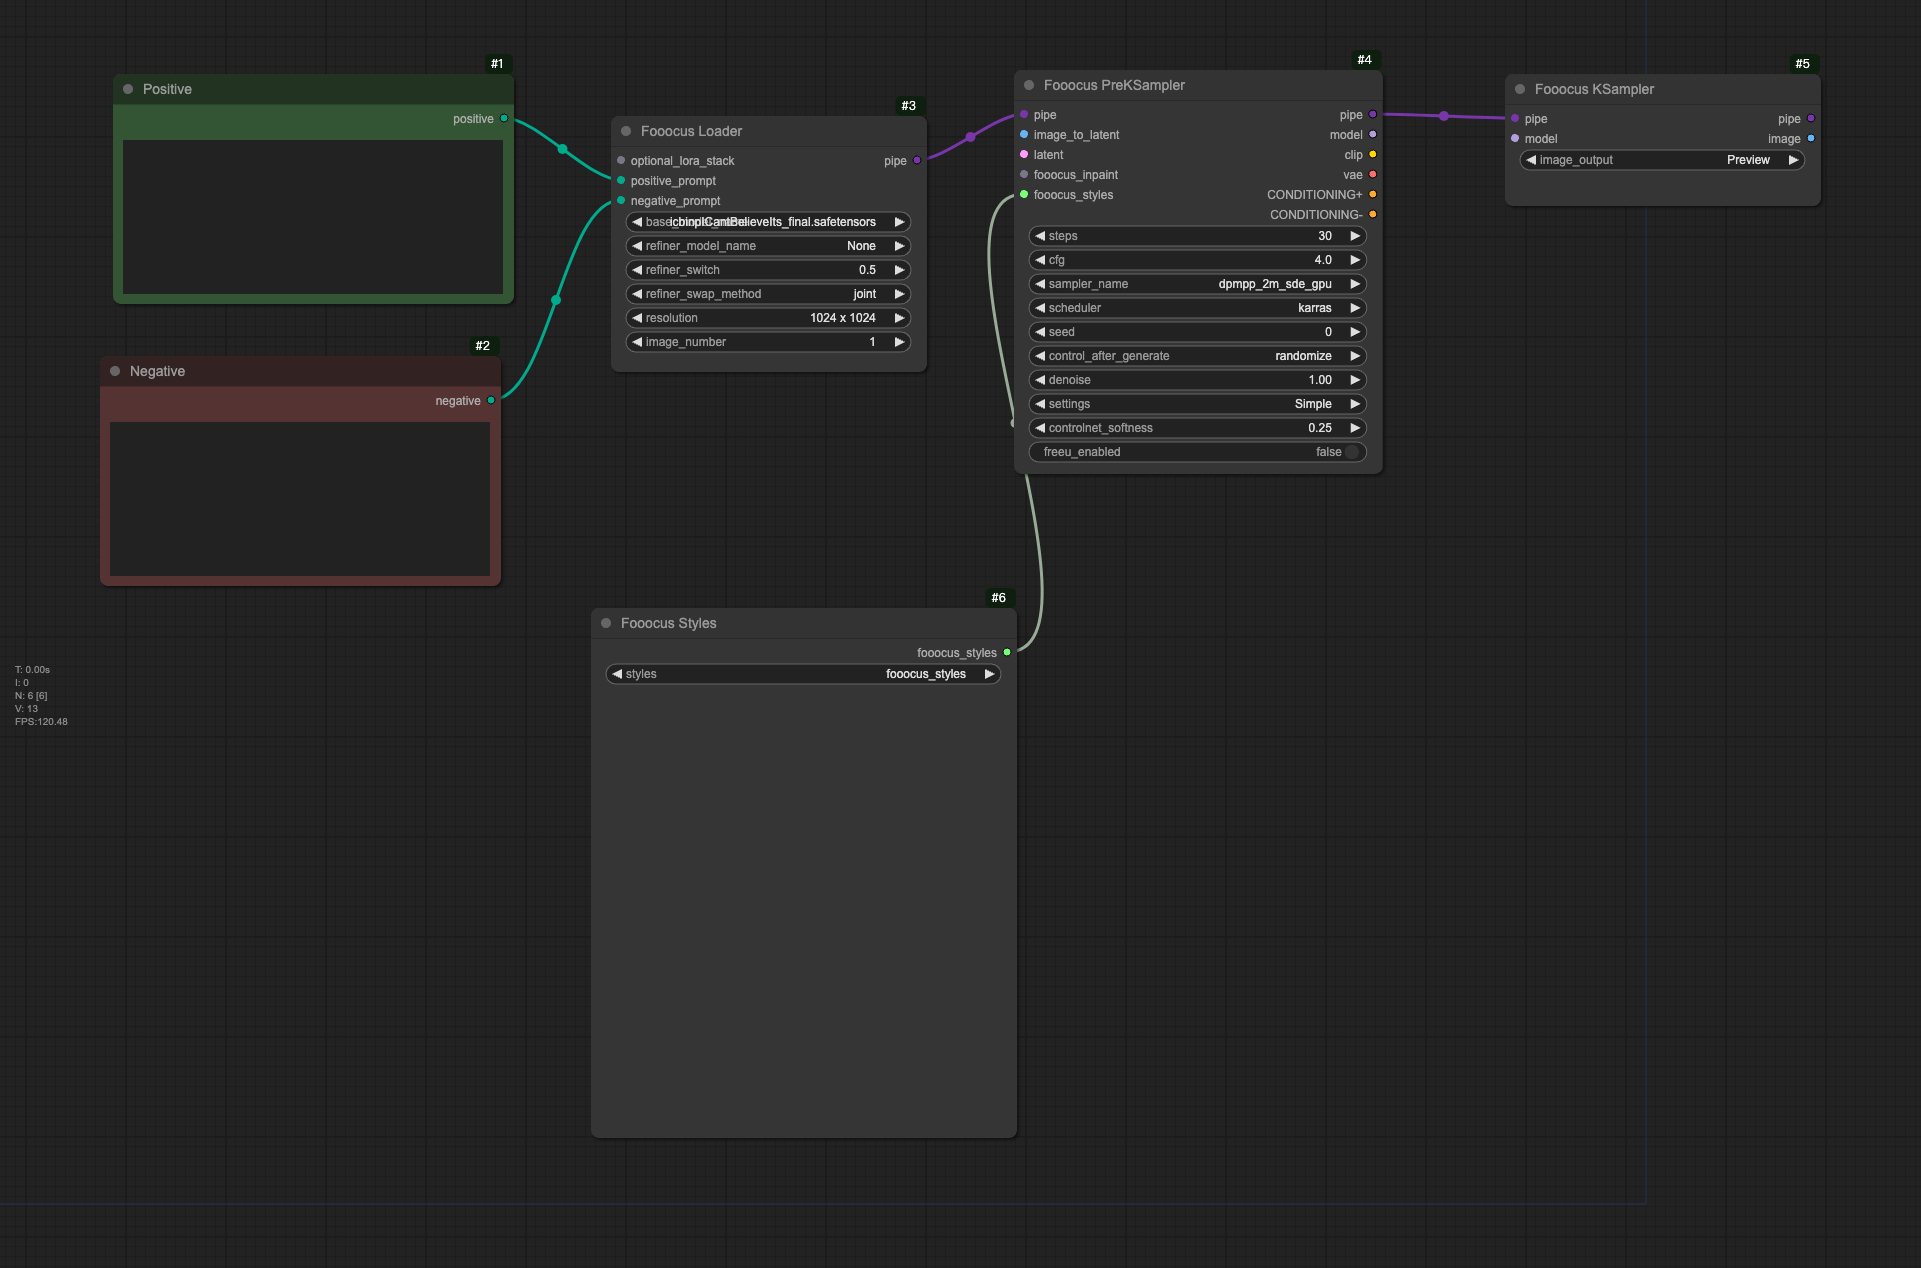 #1
Positive
positive
#2
Negative
negative
#3
Fooocus Loader
optional_lora_stack
pipe
positive_prompt
negative_prompt
IcbinpICantBelieveIts_final.safetensors
refiner_model_name None
refiner_switch 0.5
refiner_swap_method joint
resolution 1024 x 1024
image_number 1
#4
Fooocus PreKSampler
pipe pipe
image_to_latent model
latent clip
fooocus_inpaint vae
fooocus_styles CONDITIONING+
CONDITIONING-
steps 30
cfg 4.0
sampler_name dpmpp_2m_sde_gpu
scheduler karras
seed 0
control_after_generate randomize
denoise 1.00
settings Simple
controlnet_softness 0.25
freeu_enabled false
#5
Fooocus KSampler
pipe pipe
model image
image_output Preview
#6
Fooocus Styles
fooocus_styles
styles fooocus_styles
T: 0.00s
I: 0
N: 6 [6]
V: 13
FPS:120.48